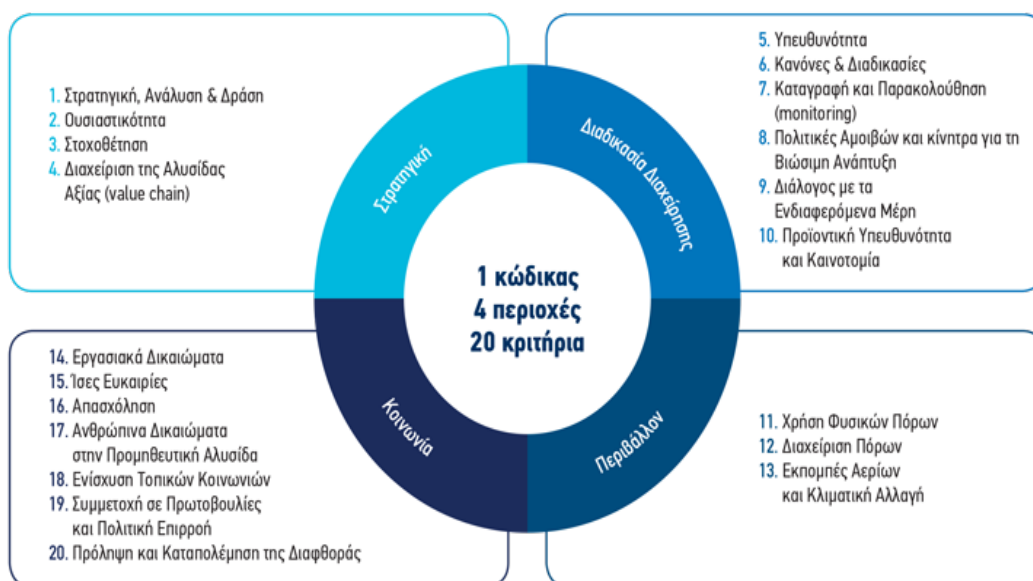 1. Στρατηγική, Ανάλυση & Δράση
2. Ουσιαστικότητα
3. Στοχοθέτηση
4. Διαχείριση της Αλυσίδας
Αξίας (value chain)
5. Υπευθυνότητα
6. Κανόνες & Διαδικασίες
7. Καταγραφή και Παρακολούθηση
(monitoring)
8. Πολιτικές Αμοιβών και κίνητρα για τη
Βιώσιμη Ανάπτυξη
9. Διάλογος με τα
Ενδιαφερόμενα Μέρη
10. Προϊοντική Υπευθυνότητα
και Καινοτομία
Στρατηγική
Διαδικασία Διαχείρησης
1 κώδικας
4 περιοχές
20 κριτήρια
Κοινωνία
Περιβάλλον
14. Εργασιακά Δικαιώματα
15. Ίσες Ευκαιρίες
16. Απασχόληση
17. Ανθρώπινα Δικαιώματα
στην Προμηθευτική Αλυσίδα
18. Ενίσχυση Τοπικών Κοινωνιών
19. Συμμετοχή σε Πρωτοβουλίες
και Πολιτική Επιρροή
20. Πρόληψη και Καταπολέμηση της Διαφθοράς
11. Χρήση Φυσικών Πόρων
12. Διαχείριση Πόρων
13. Εκπομπές Αερίων
και Κλιματική Αλλαγή